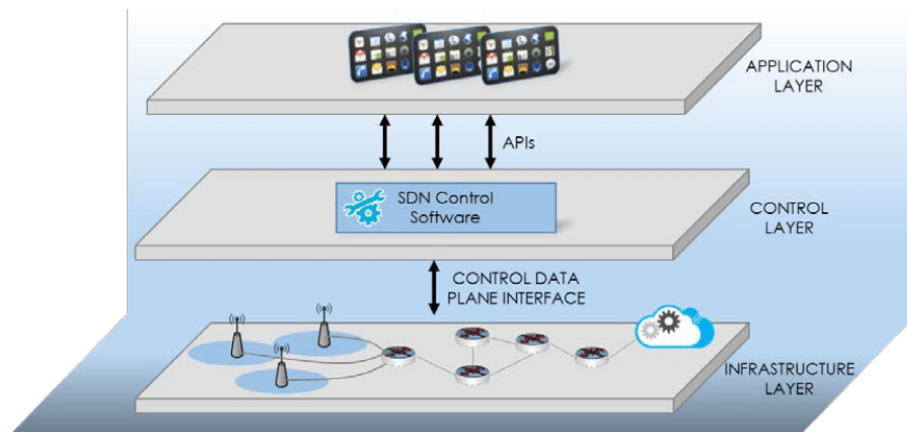 APPLICATION
LAYER
APIs
SDN Control
Software
CONTROL
LAYER
CONTROL DATA
PLANE INTERFACE
INFRASTRUCTURE
LAYER